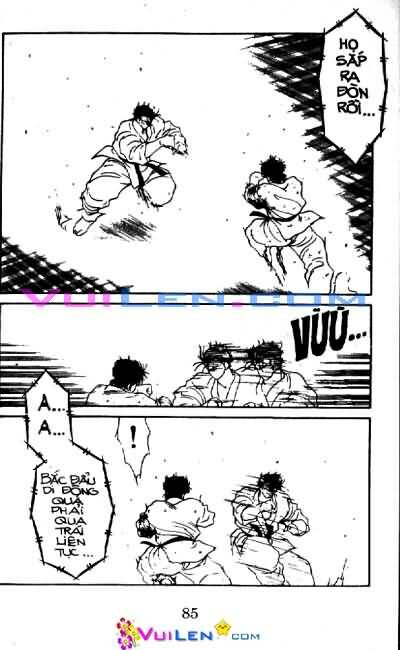 HỌ
SẮP
RA
ĐÒN
RỒI...
VUILEN.COM
VÙÙ...
A...
A...
!
BẮC ĐẨU
DI ĐỘNG
QUA
PHẢI
QUA
TRÁI
LIÊN
TỤC...
85
VUILEN.COM